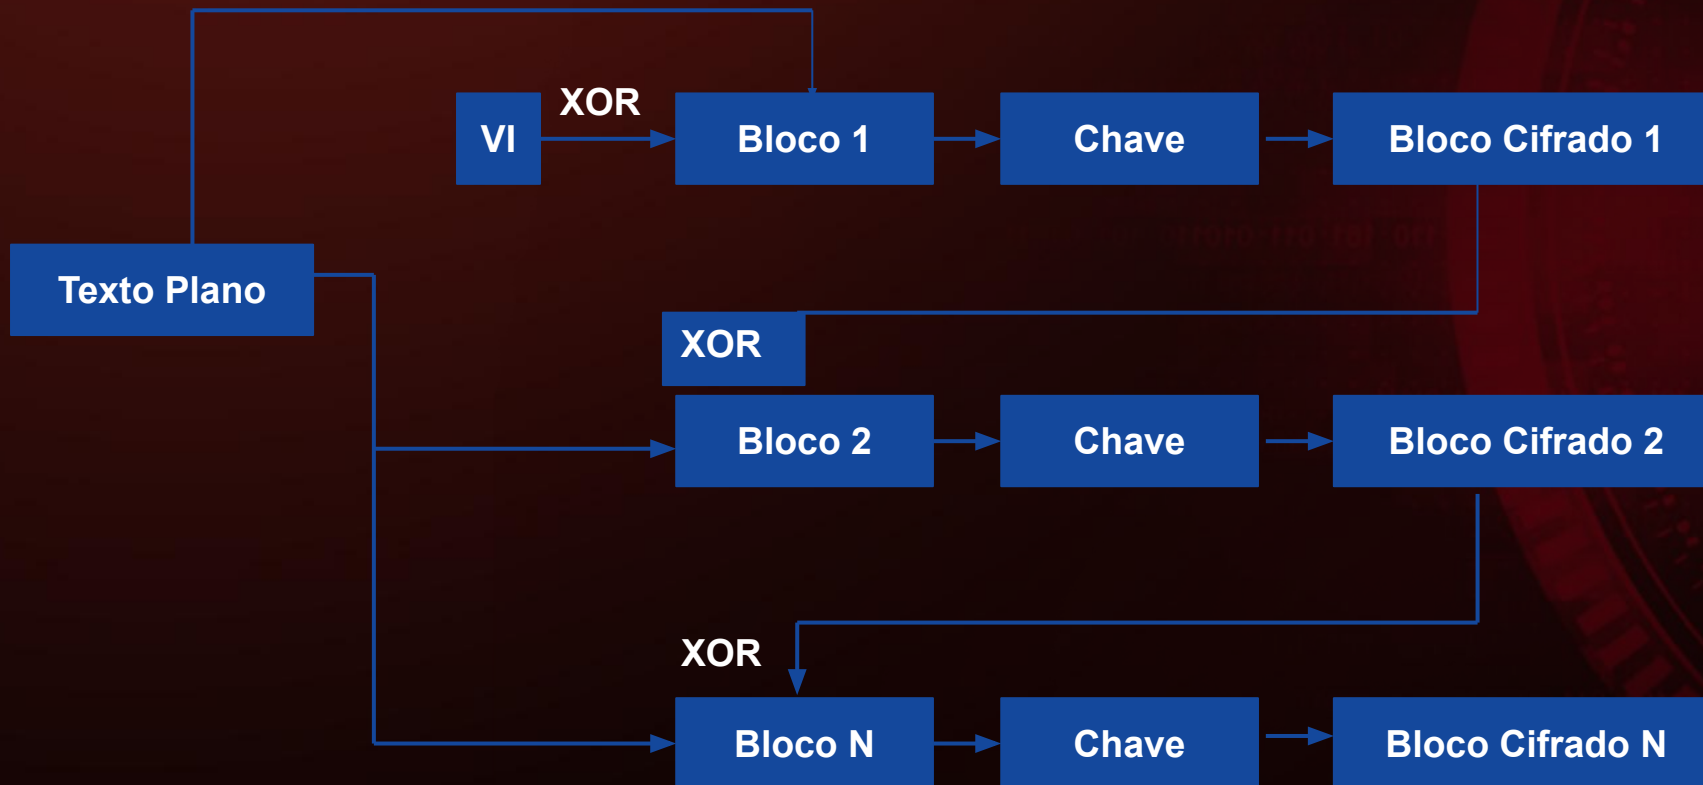 XOR
VI
Bloco 1
Chave
Bloco Cifrado 1
Texto Plano
XOR
Bloco 2
Chave
Bloco Cifrado 2
XOR
Bloco N
Chave
Bloco Cifrado N